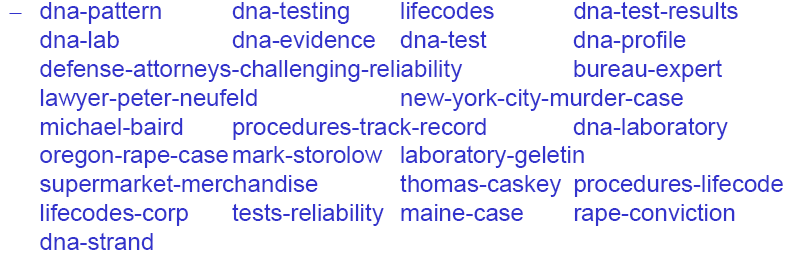 – dna-pattern dna-testing lifecodes dna-test-results
dna-lab dna-evidence dna-test dna-profile
defense-attorneys-challenging-reliability bureau-expert
lawyer-peter-neufeld new-york-city-murder-case
michael-baird procedures-track-record dna-laboratory
oregon-rape-case mark-storolow laboratory-geletin
supermarket-merchandise thomas-caskey procedures-lifecode
lifecodes-corp tests-reliability maine-case rape-conviction
dna-strand